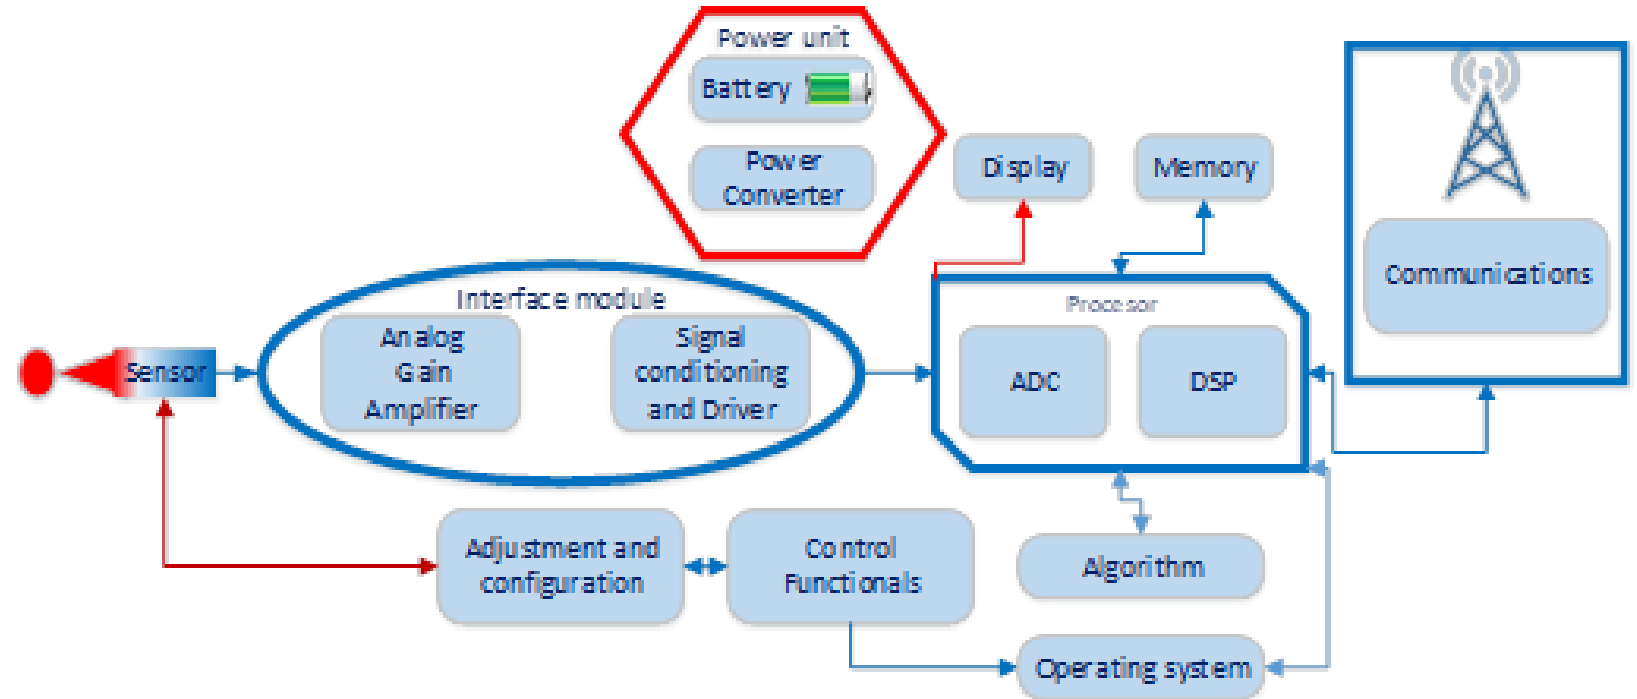 Power unit
Battery
Power
Converter
Display
Memory
Communications
Interface module
Analog
Gain
Amplifier
Signal
conditioning
and Driver
Procesor
ADC
DSP
Sensor
Adjustment and
configuration
Control
Functionals
Algorithm
Operating system